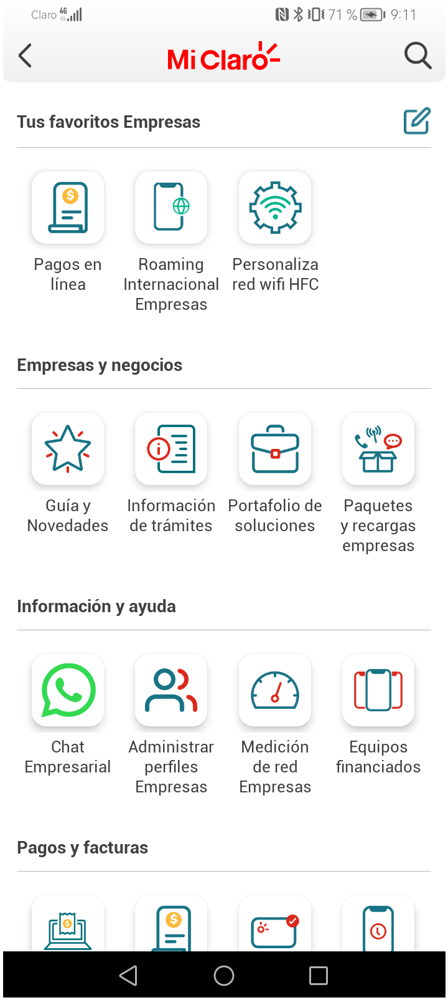 Claro 4G 71 % 9:11
Mi Claro
Tus favoritos Empresas
Pagos en
línea
Roaming
Internacional
Empresas
Personaliza
red wifi HFC
Empresas y negocios
Guía y
Novedades
Información
de trámites
Portafolio de
soluciones
Paquetes
y recargas
empresas
Información y ayuda
Chat
Empresarial
Administrar
perfiles
Empresas
Medición
de red
Empresas
Equipos
financiados
Pagos y facturas